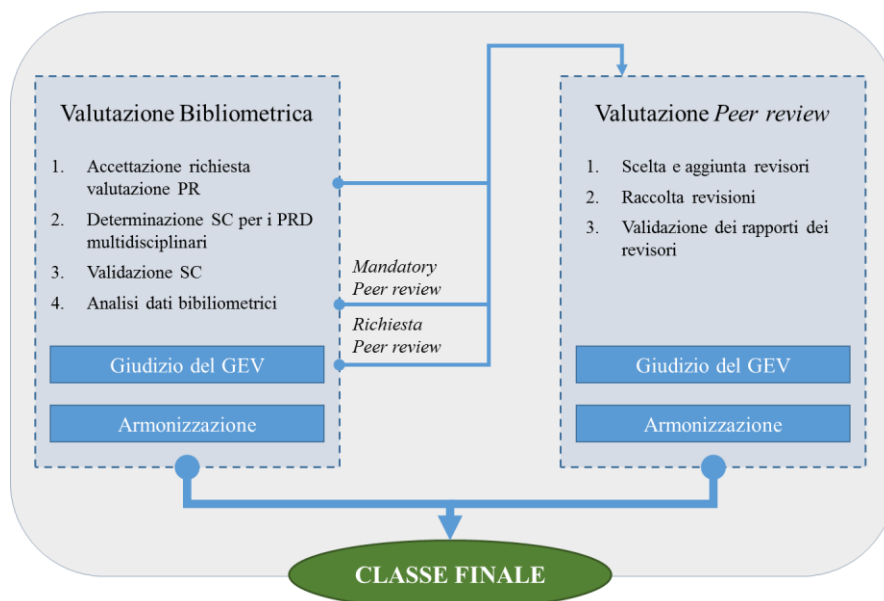 Valutazione Bibliometrica
1. Accettazione richiesta
valutazione PR
2. Determinazione SC per i PRD
multidisciplinari
3. Validazione SC
4. Analisi dati bibiliometrici
Giudizio del GEV
Armonizzazione
Mandatory
Peer review
Richiesta
Peer review
Valutazione Peer review
1. Scelta e aggiunta revisori
2. Raccolta revisioni
3. Validazione dei rapporti dei
revisori
Giudizio del GEV
Armonizzazione
CLASSE FINALE